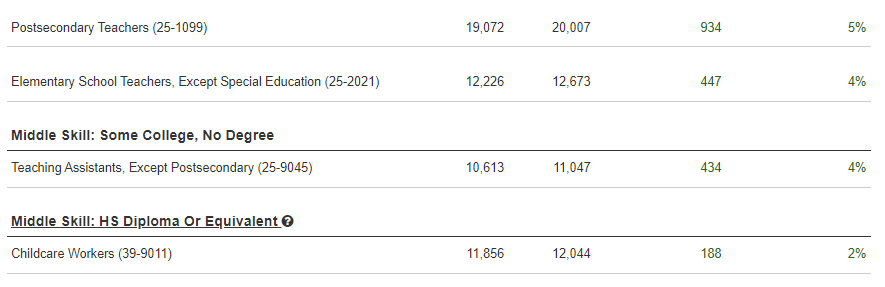 Postsecondary Teachers (25-1099) 19,072 20,007 934 5%
Elementary School Teachers, Except Special Education (25-2021) 12,226 12,673 447 4%
Middle Skill: Some College, No Degree
Teaching Assistants, Except Postsecondary (25-9045) 10,613 11,047 434 4%
Middle Skill: HS Diploma Or Equivalent ?
Childcare Workers (39-9011) 11,856 12,044 188 2%